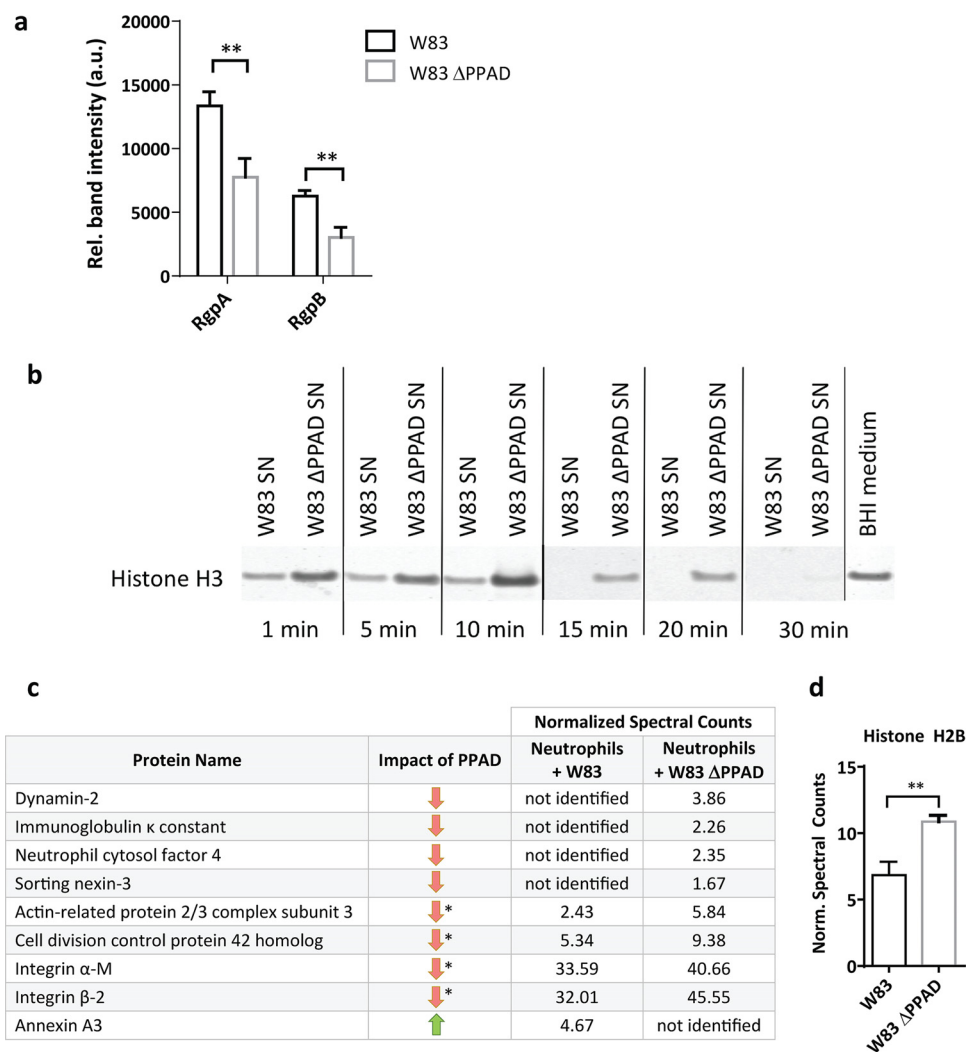 a
20000
15000
10000
5000
0
Rel. band intensity (a.u.)
**
**
W83
W83 ΔPPAD
RgpA
RgpB
b
W83 SN
W83 ΔPPAD SN
W83 SN
W83 ΔPPAD SN
W83 SN
W83 ΔPPAD SN
W83 SN
W83 ΔPPAD SN
W83 SN
W83 ΔPPAD SN
W83 SN
W83 ΔPPAD SN
BHI medium
Histone H3
1 min 5 min 10 min 15 min 20 min 30 min
c
Normalized Spectral Counts
Protein Name Impact of PPAD Neutrophils + W83 Neutrophils + W83 ΔPPAD
Dynamin-2 not identified 3.86
Immunoglobulin κ constant not identified 2.26
Neutrophil cytosol factor 4 not identified 2.35
Sorting nexin-3 not identified 1.67
Actin-related protein 2/3 complex subunit 3 * 2.43 5.84
Cell division control protein 42 homolog * 5.34 9.38
Integrin α-M * 33.59 40.66
Integrin β-2 * 32.01 45.55
Annexin A3 4.67 not identified
d
Histone H2B
15
10
5
0
Norm. Spectral Counts
**
W83
W83 ΔPPAD